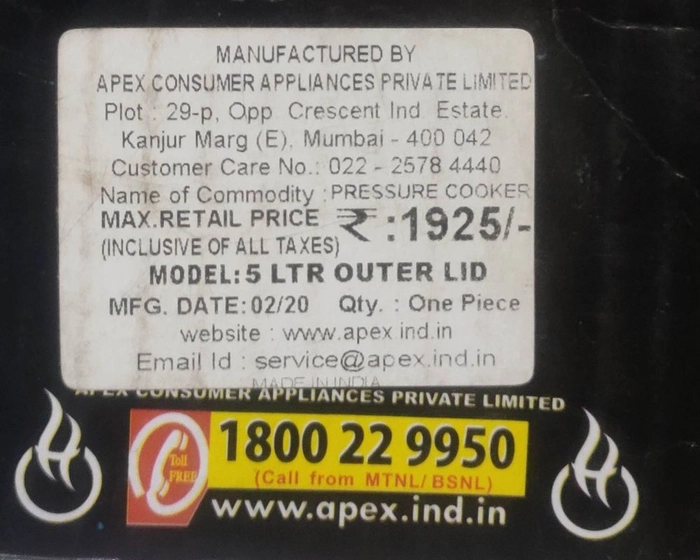 MANUFACTURED BY
APEX CONSUMER APPLIANCES PRIVATE LIMITED
Plot : 29-p, Opp Crescent Ind Estate.
Kanjur Marg (E), Mumbai - 400 042
Customer Care No.: 022 - 2578 4440
Name of Commodity : PRESSURE COOKER
MAX.RETAIL PRICE ₹ :1925/-
(INCLUSIVE OF ALL TAXES)
MODEL: 5 LTR OUTER LID
MFG. DATE: 02/20 Qty. : One Piece
website : www.apex.ind.in
Email Id : service@apex.ind.in
MADE IN INDIA
APEX CONSUMER APPLIANCES PRIVATE LIMITED
Toll FREE
1800 22 9950
(Call from MTNL/BSNL)
www.apex.ind.in